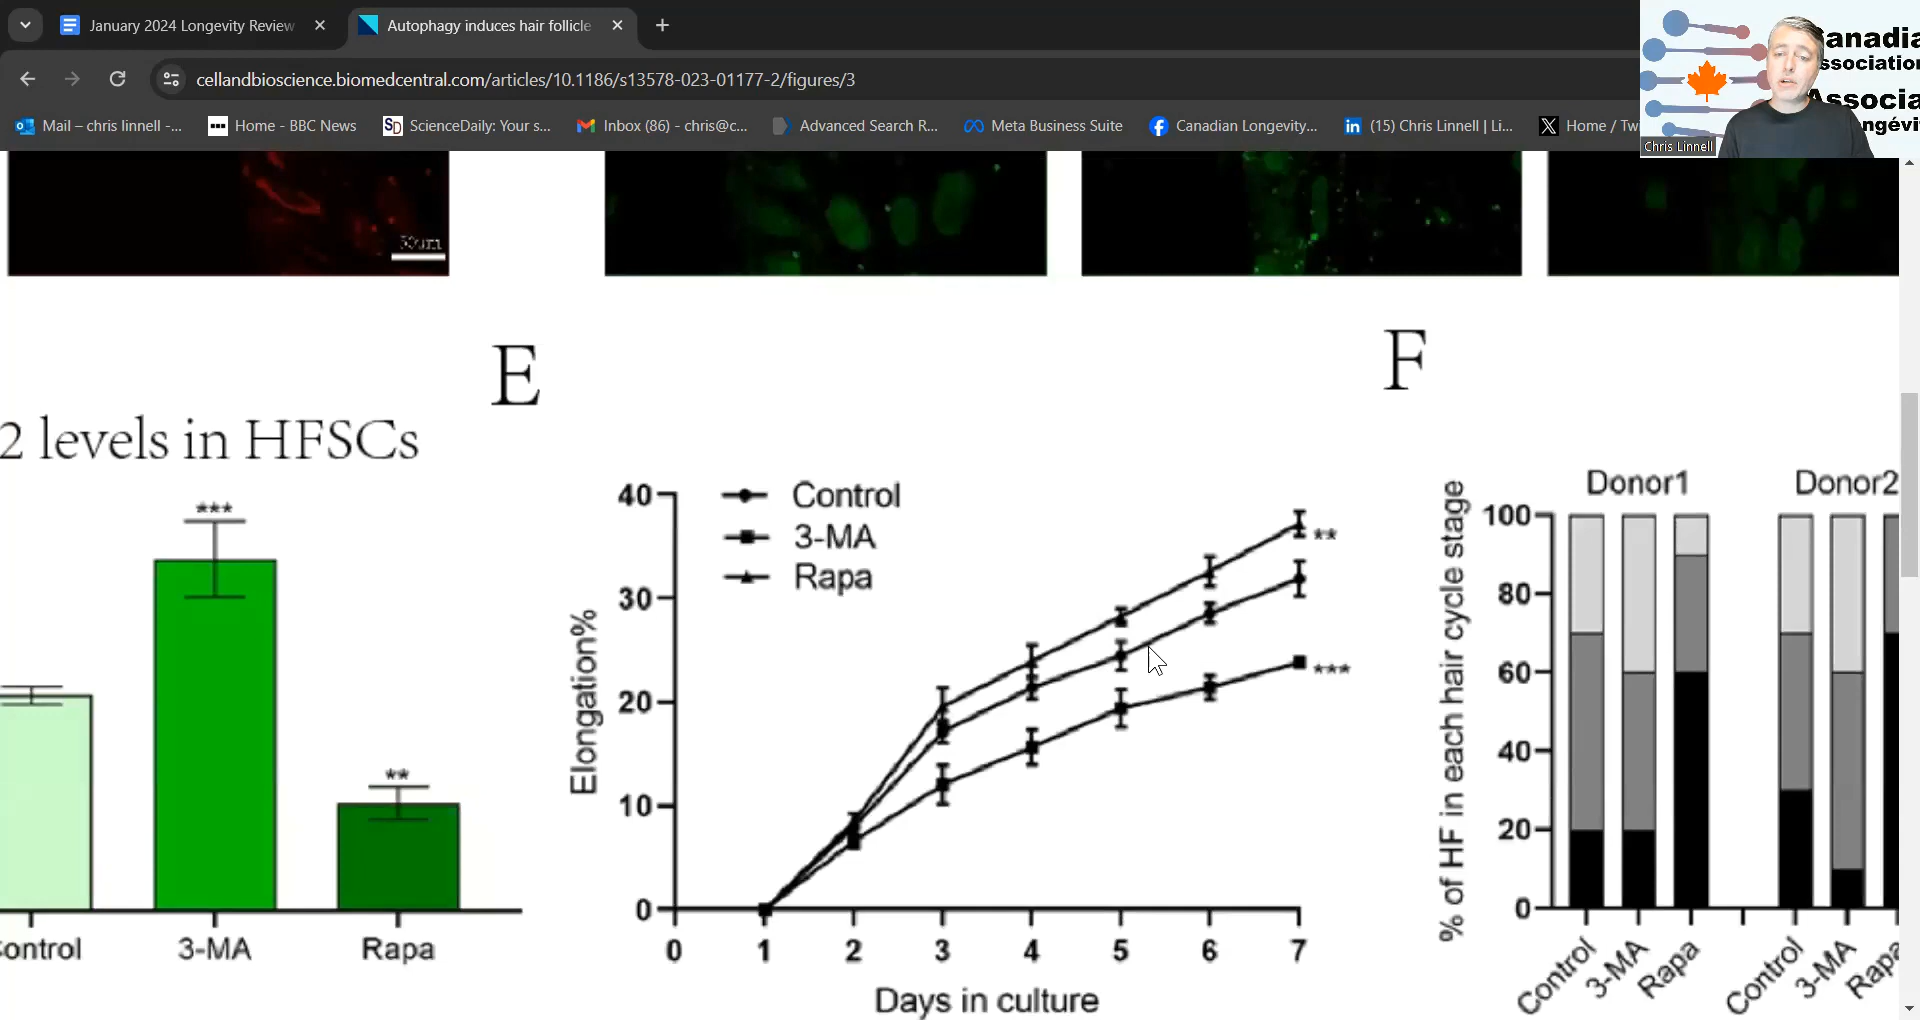 January 2024 Longevity Review
Autophagy induces hair follicle
cellandbioscience.biomedcentral.com/articles/10.1186/s13578-023-01177-2/figures/3
Mail – chris linnell -...
Home - BBC News
ScienceDaily: Your s...
Inbox (86) - chris@c...
Advanced Search R...
Meta Business Suite
Canadian Longevity...
(15) Chris Linnell | Li...
Home / Tw
anadia
ssociation
Associa
ngévi
Chris Linnell
50um
E
F
2 levels in HFSCs
***
**
Control
3-MA
Rapa
40
30
20
10
0
Elongation%
Control
3-MA
Rapa
**
***
0 1 2 3 4 5 6 7
Days in culture
% of HF in each hair cycle stage
Donor1
Donor2
100
80
60
40
20
0
Control
3-MA
Rapa
Control
3-MA
Rapa